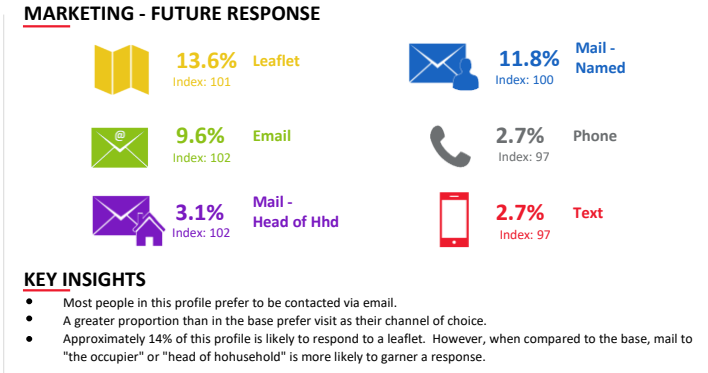 MARKETING - FUTURE RESPONSE
13.6% Leaflet
Index: 101
11.8% Mail -
Named
Index: 100
@
9.6% Email
Index: 102
2.7% Phone
Index: 97
3.1% Mail -
Head of Hhd
Index: 102
2.7% Text
Index: 97
KEY INSIGHTS
• Most people in this profile prefer to be contacted via email.
• A greater proportion than in the base prefer visit as their channel of choice.
• Approximately 14% of this profile is likely to respond to a leaflet. However, when compared to the base, mail to
"the occupier" or "head of hohusehold" is more likely to garner a response.